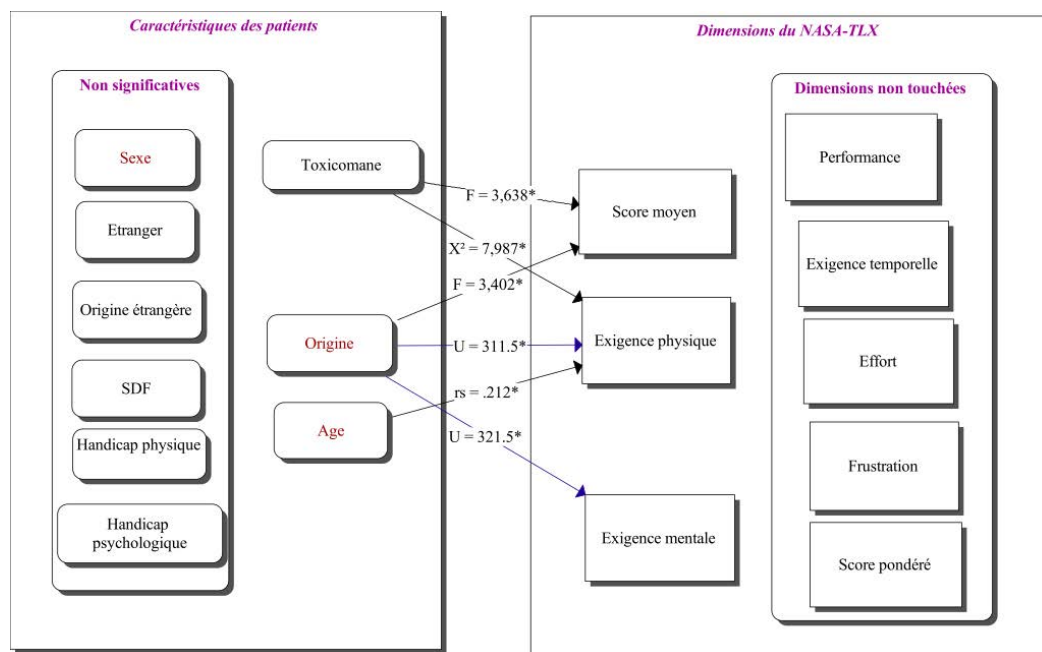 Caractéristiques des patients
Non significatives
Sexe
Etranger
Origine étrangère
SDF
Handicap physique
Handicap
psychologique
Toxicomane
Origine
Age
F = 3,638*
X² = 7,987*
F = 3,402*
U = 311.5*
rs = .212*
U = 321.5*
Dimensions du NASA-TLX
Score moyen
Exigence physique
Exigence mentale
Dimensions non touchées
Performance
Exigence temporelle
Effort
Frustration
Score pondéré